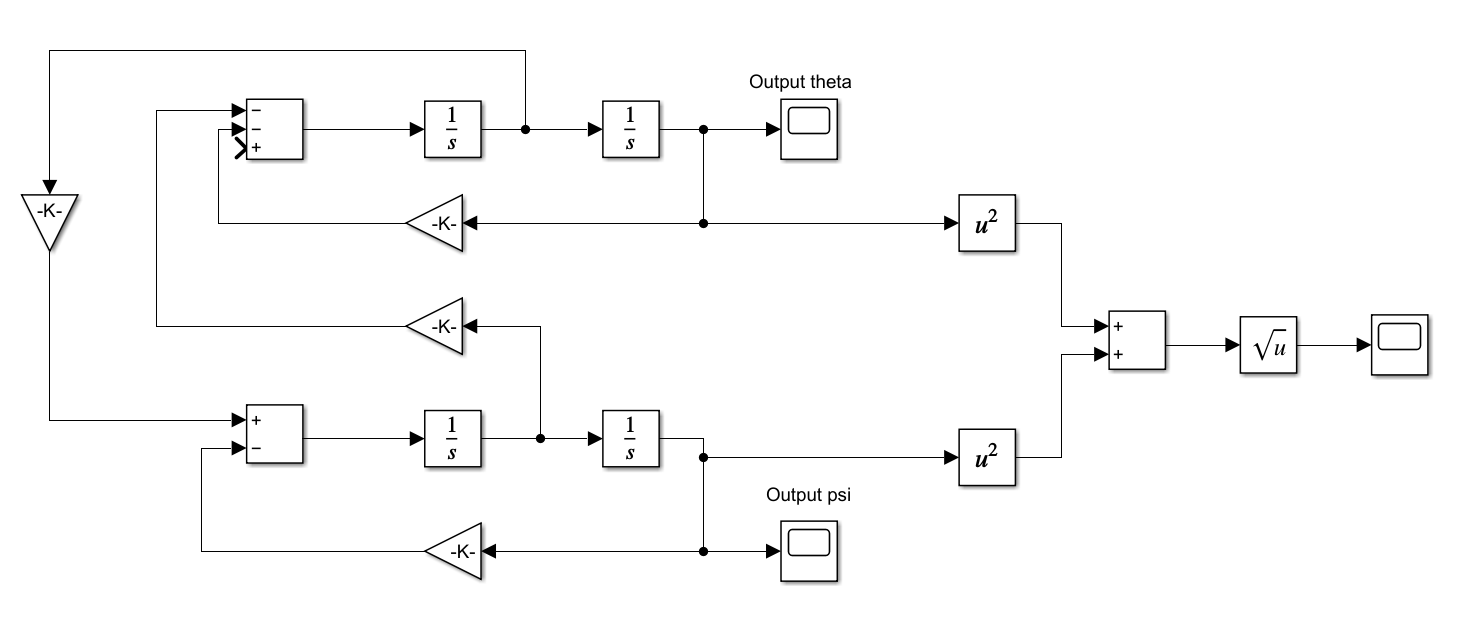 Output theta
−
−
+
1
s
1
s
-K-
-K-
u²
-K-
+
+
√u
+
−
1
s
1
s
u²
Output psi
-K-